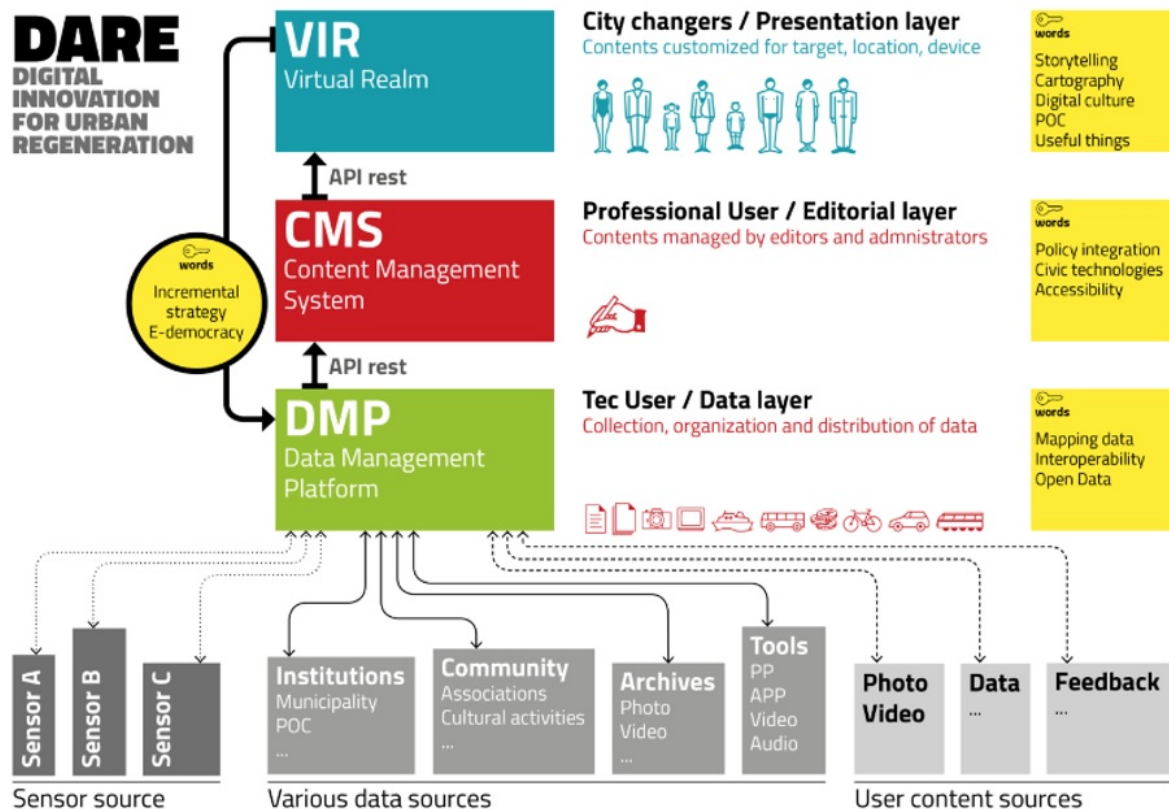 DARE
DIGITAL
INNOVATION
FOR URBAN
REGENERATION
VIR
Virtual Realm
City changers / Presentation layer
Contents customized for target, location, device
words
Storytelling
Cartography
Digital culture
POC
Useful things
API rest
CMS
Content Management
System
Professional User / Editorial layer
Contents managed by editors and admnistrators
words
Policy integration
Civic technologies
Accessibility
words
Incremental
strategy
E-democracy
API rest
DMP
Data Management
Platform
Tec User / Data layer
Collection, organization and distribution of data
words
Mapping data
Interoperability
Open Data
Sensor A
Sensor B
Sensor C
Sensor source
Institutions
Municipality
POC
...
Community
Associations
Cultural activities
...
Archives
Photo
Video
...
Tools
PP
APP
Video
Audio
Various data sources
Photo
Video
Data
...
Feedback
...
User content sources